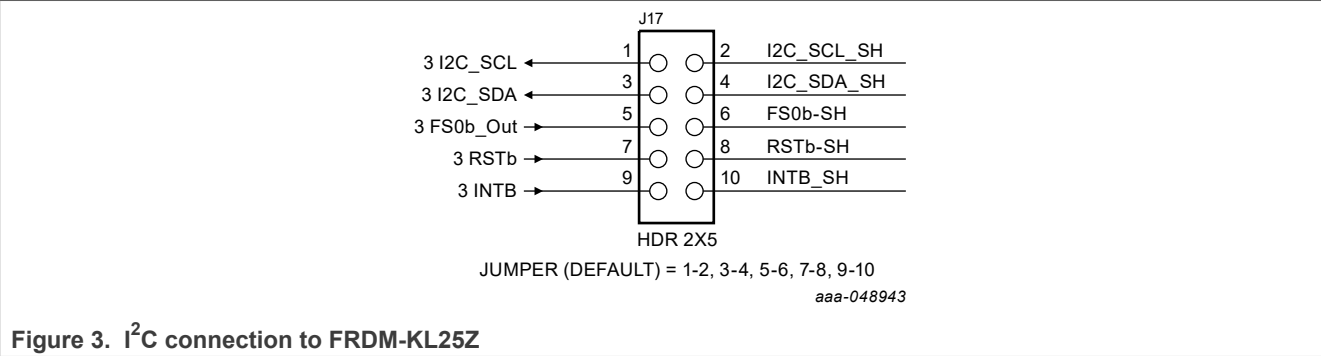 J17
3 I2C_SCL 1 2 I2C_SCL_SH
3 I2C_SDA 3 4 I2C_SDA_SH
3 FS0b_Out 5 6 FS0b-SH
3 RSTb 7 8 RSTb-SH
3 INTB 9 10 INTB_SH
HDR 2X5
JUMPER (DEFAULT) = 1-2, 3-4, 5-6, 7-8, 9-10
aaa-048943
Figure 3. I²C connection to FRDM-KL25Z